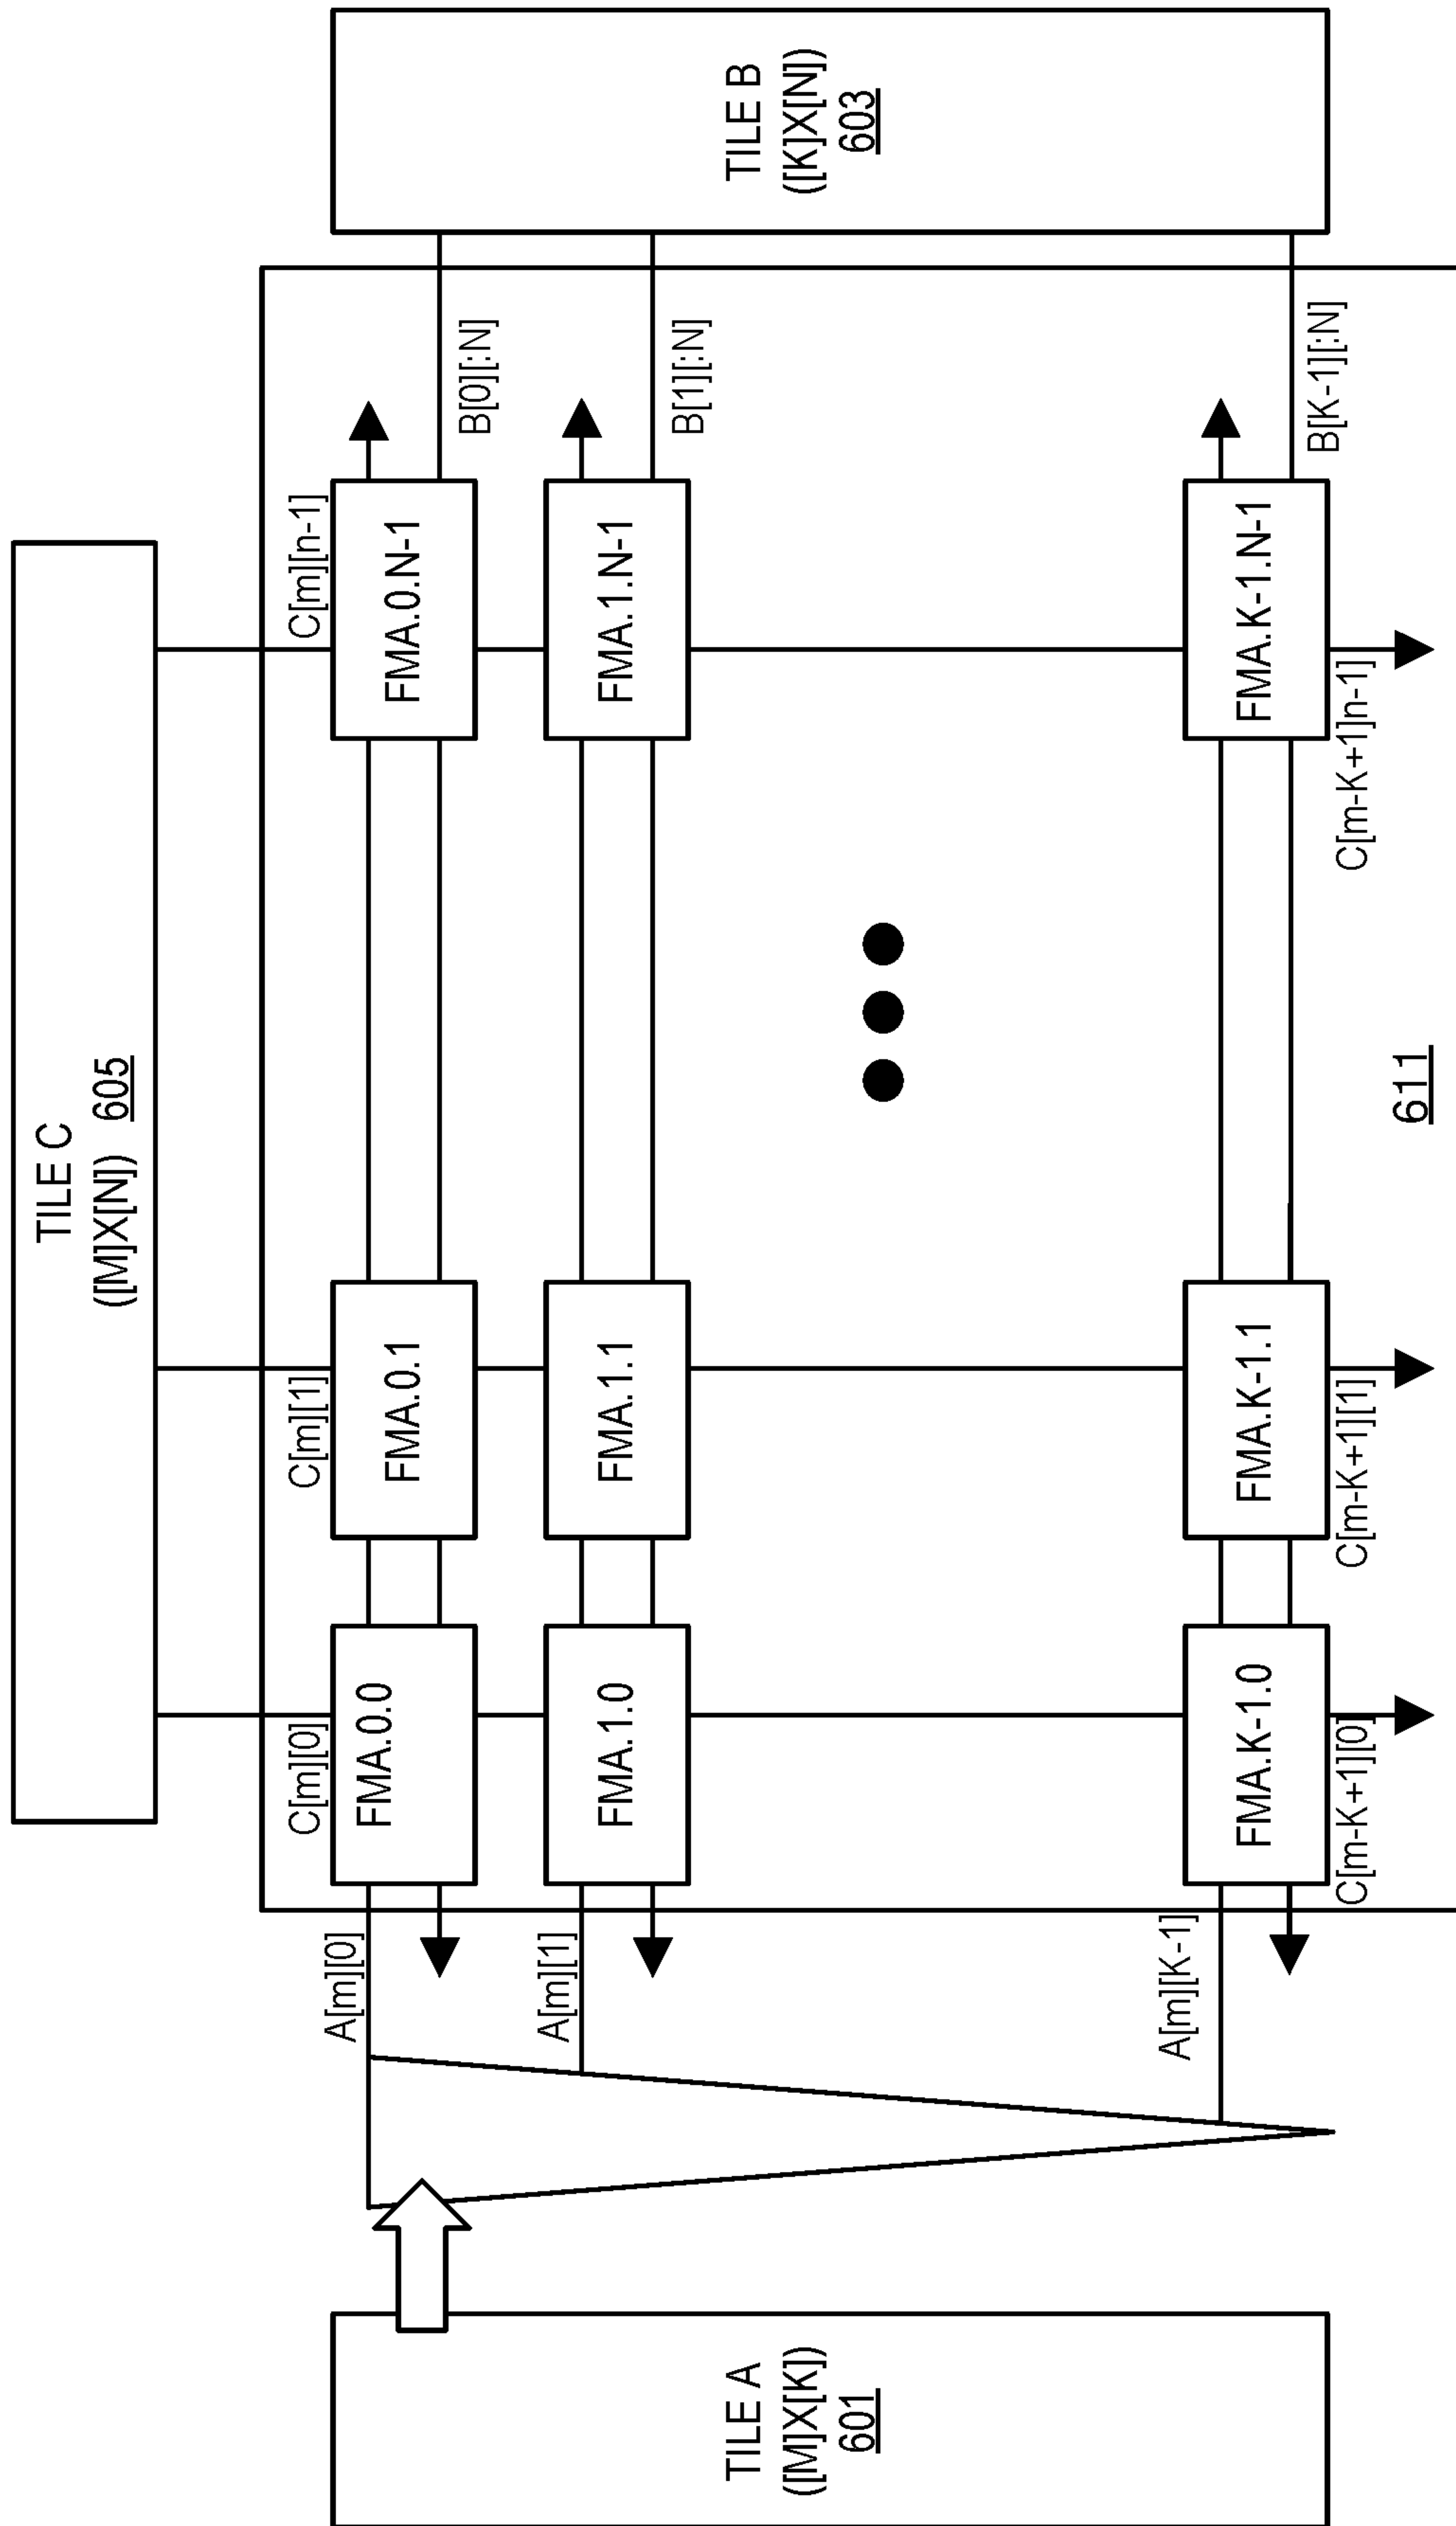 TILE C
([M]X[N]) 605
C[m][0]
C[m][1]
C[m][n-1]
A[m][0]
FMA.0.0
FMA.0.1
FMA.0.N-1
B[0][:N]
A[m][1]
FMA.1.0
FMA.1.1
FMA.1.N-1
B[1][:N]
TILE A
([M]X[K])
601
TILE B
([K]X[N])
603
A[m][K-1]
FMA.K-1.0
FMA.K-1.1
FMA.K-1.N-1
B[K-1][:N]
C[m-K+1][0]
C[m-K+1][1]
C[m-K+1]n-1]
611